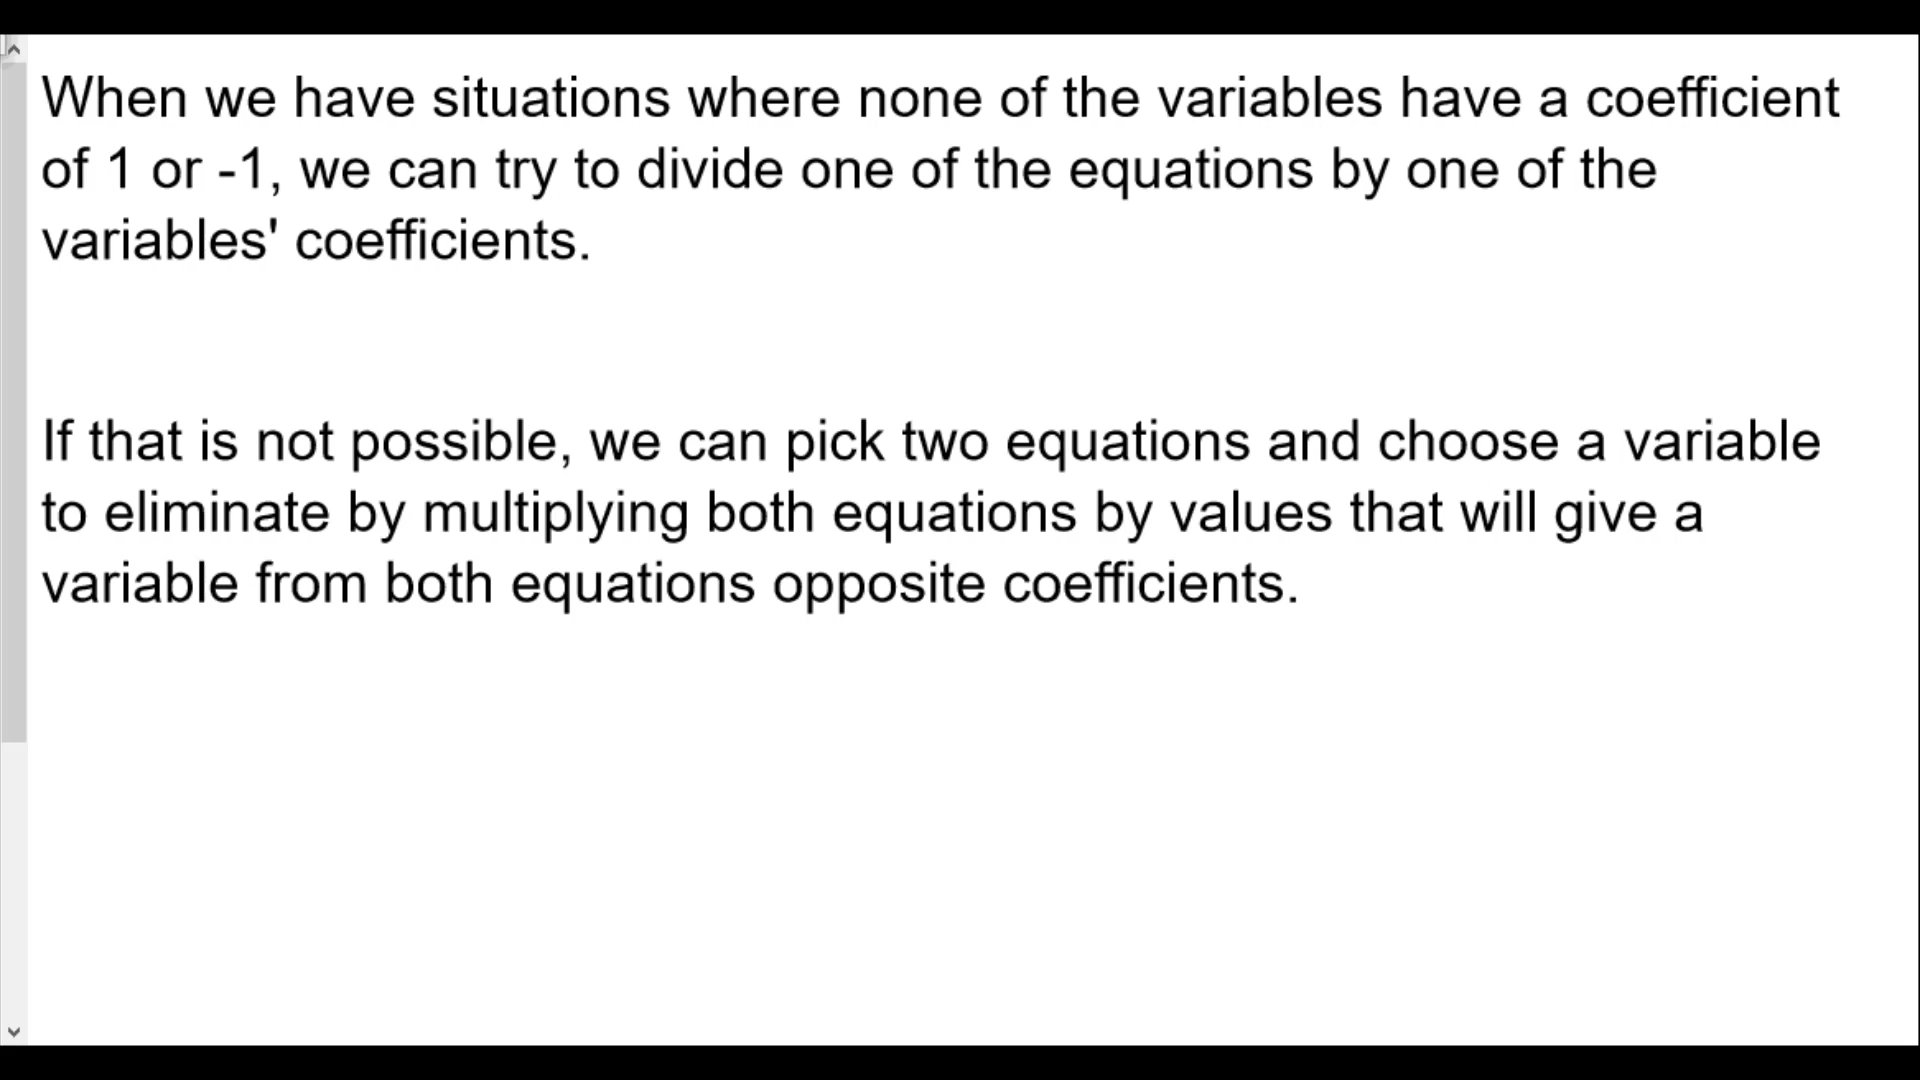 When we have situations where none of the variables have a coefficient
of 1 or -1, we can try to divide one of the equations by one of the
variables' coefficients.
If that is not possible, we can pick two equations and choose a variable
to eliminate by multiplying both equations by values that will give a
variable from both equations opposite coefficients.